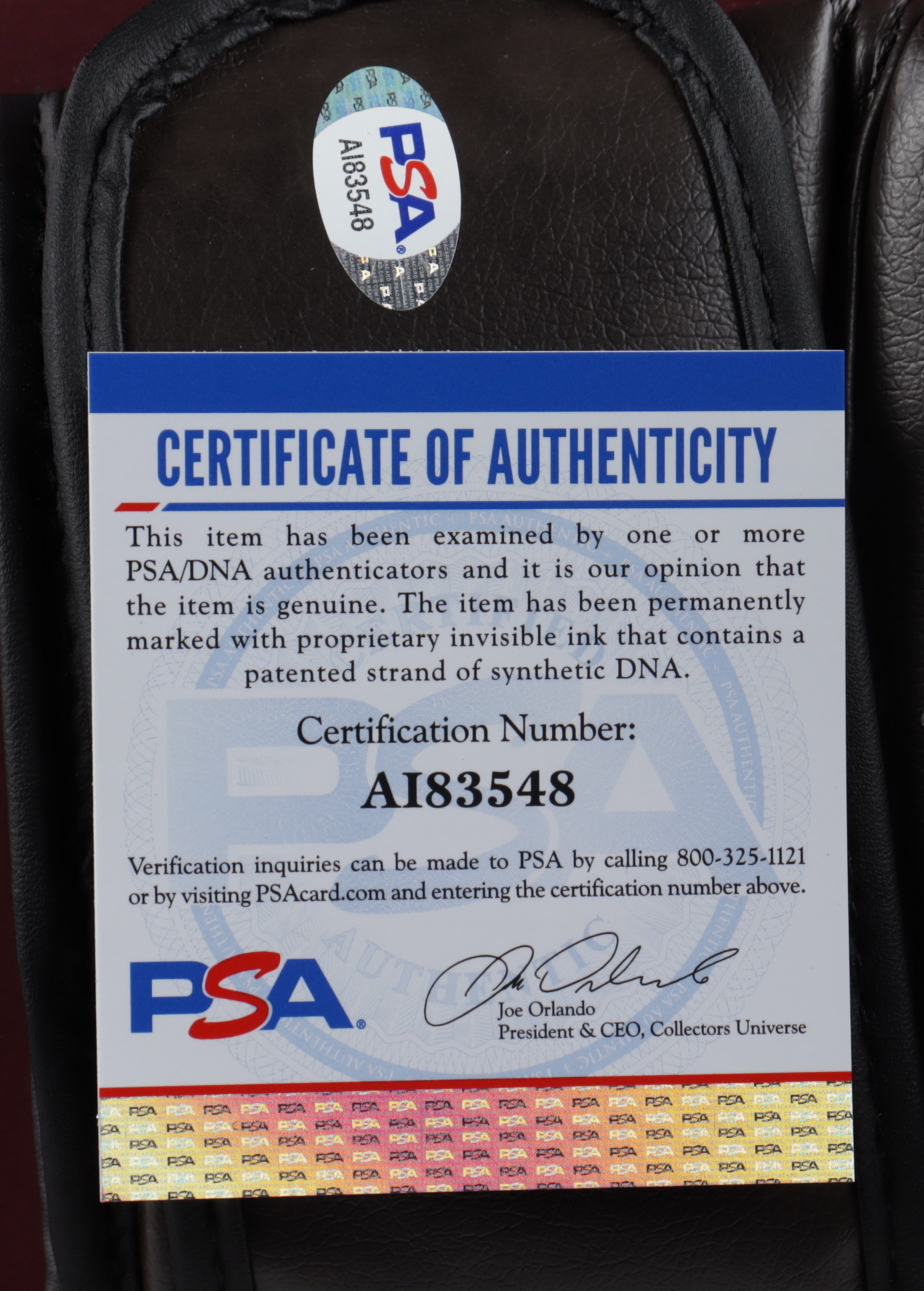 PSA
AI83548
CERTIFICATE OF AUTHENTICITY
This item has been examined by one or more
PSA/DNA authenticators and it is our opinion that
the item is genuine. The item has been permanently
marked with proprietary invisible ink that contains a
patented strand of synthetic DNA.
Certification Number:
AI83548
Verification inquiries can be made to PSA by calling 800-325-1121
or by visiting PSAcard.com and entering the certification number above.
PSA®
Joe Orlando
President & CEO, Collectors Universe